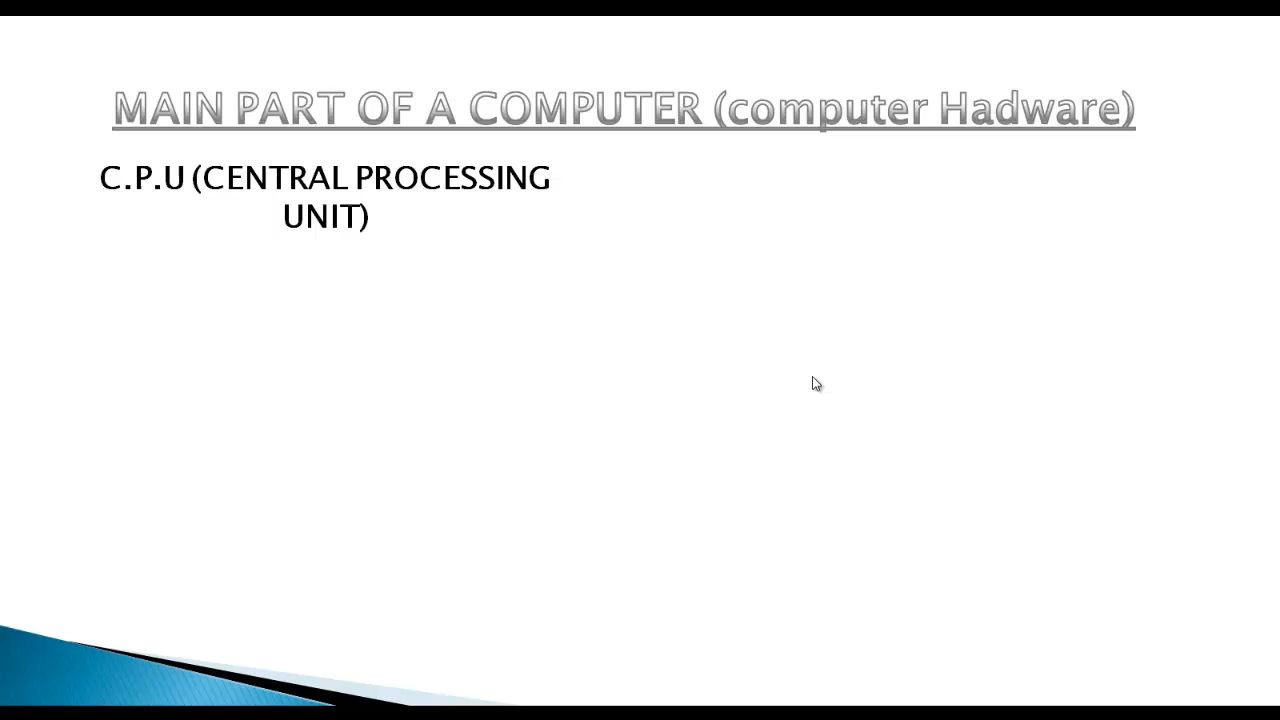 MAIN PART OF A COMPUTER (computer Hadware)
C.P.U (CENTRAL PROCESSING
UNIT)